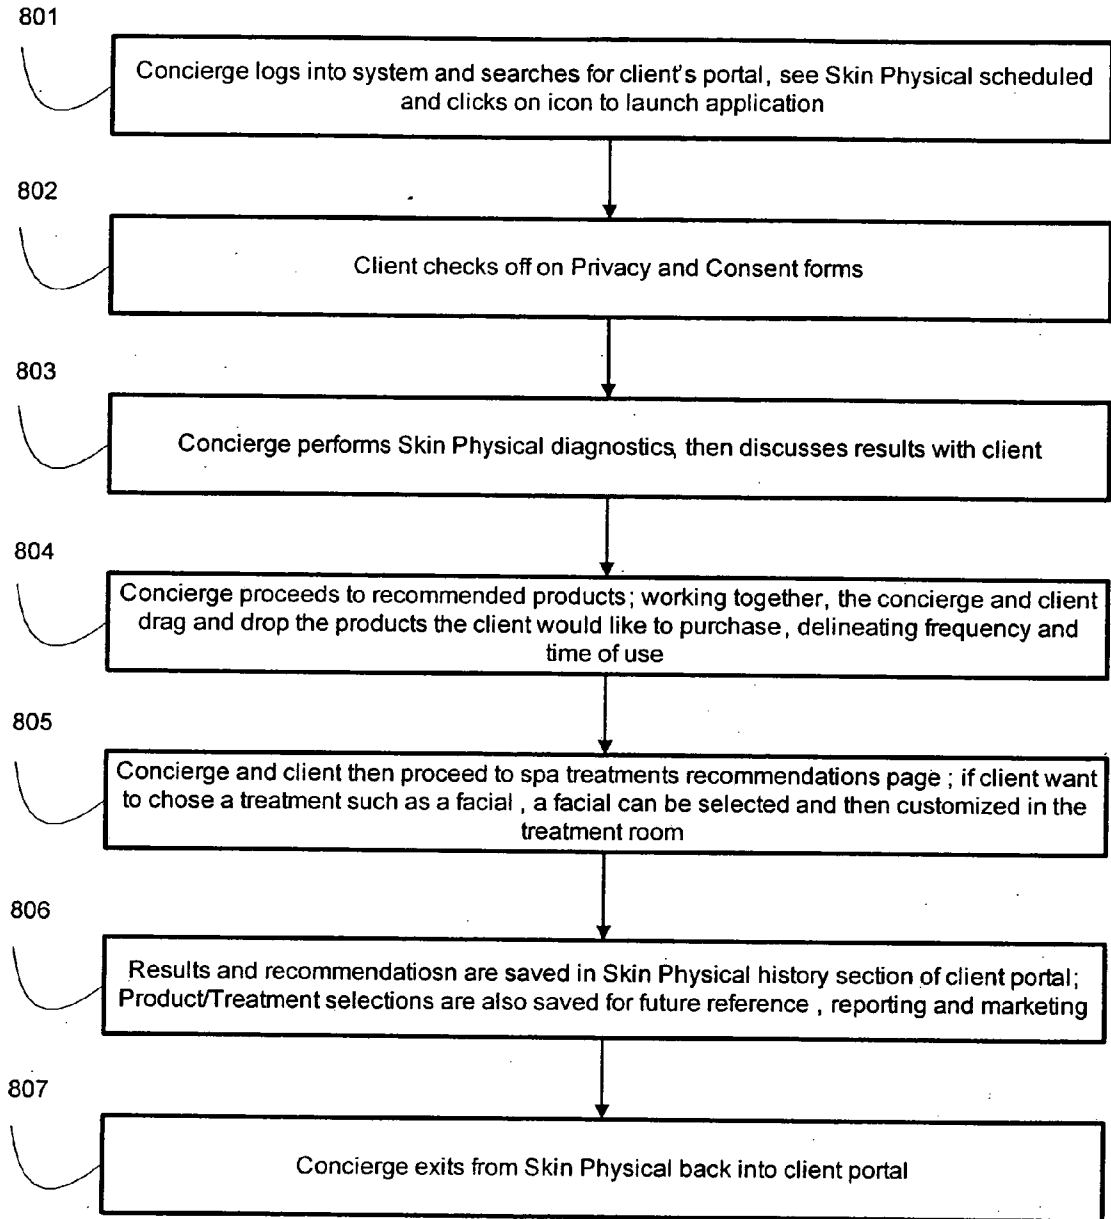 801
Concierge logs into system and searches for client's portal, see Skin Physical scheduled
and clicks on icon to launch application
802
Client checks off on Privacy and Consent forms
803
Concierge performs Skin Physical diagnostics, then discusses results with client
804
Concierge proceeds to recommended products; working together, the concierge and client
drag and drop the products the client would like to purchase, delineating frequency and
time of use
805
Concierge and client then proceed to spa treatments recommendations page ; if client want
to chose a treatment such as a facial , a facial can be selected and then customized in the
treatment room
806
Results and recommendatiosn are saved in Skin Physical history section of client portal;
Product/Treatment selections are also saved for future reference , reporting and marketing
807
Concierge exits from Skin Physical back into client portal